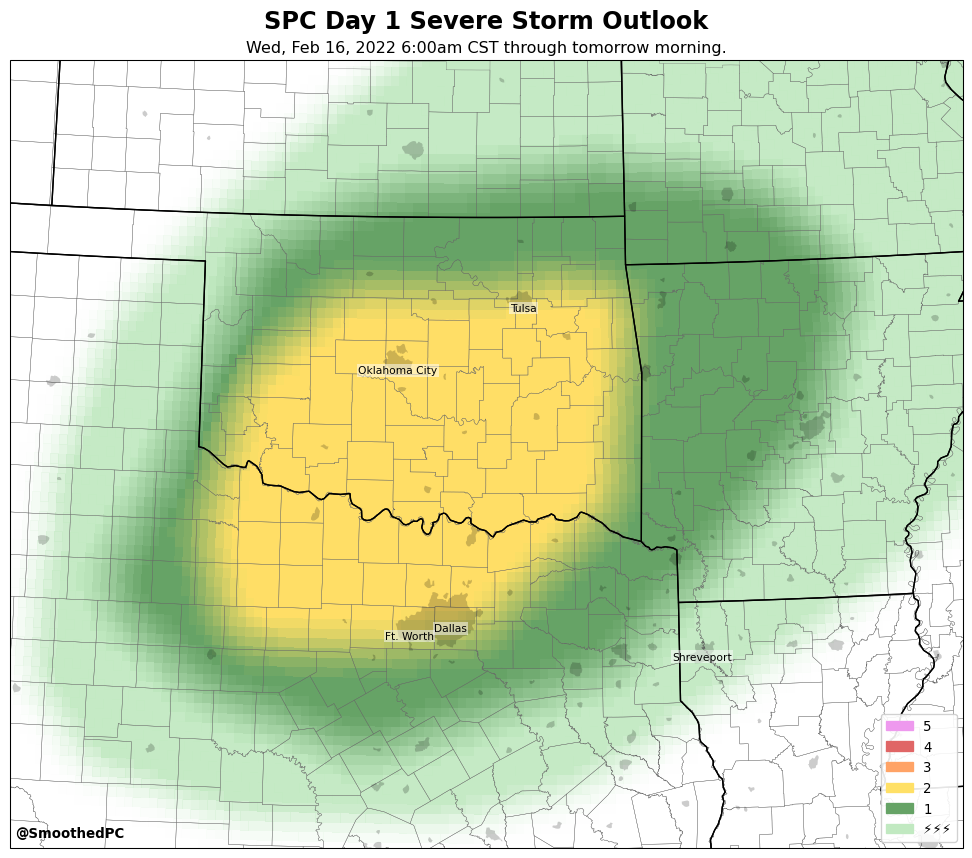 SPC Day 1 Severe Storm Outlook
Wed, Feb 16, 2022 6:00am CST through tomorrow morning.
Tulsa
Oklahoma City
Dallas
Ft. Worth
Shreveport
5
4
3
2
1
⚡⚡⚡
@SmoothedPC